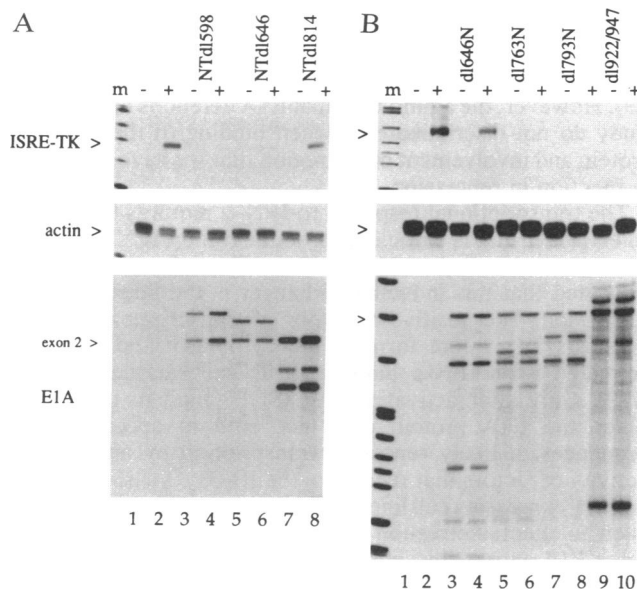 A
NTdl598
NTdl646
NTdl814
m - + - + - + - +
ISRE-TK >
actin >
exon 2 >
E1A
1 2 3 4 5 6 7 8
B
dl646N
dl763N
dl793N
dl922/947
m - + - + - + - + - +
>
>
>
1 2 3 4 5 6 7 8 9 10